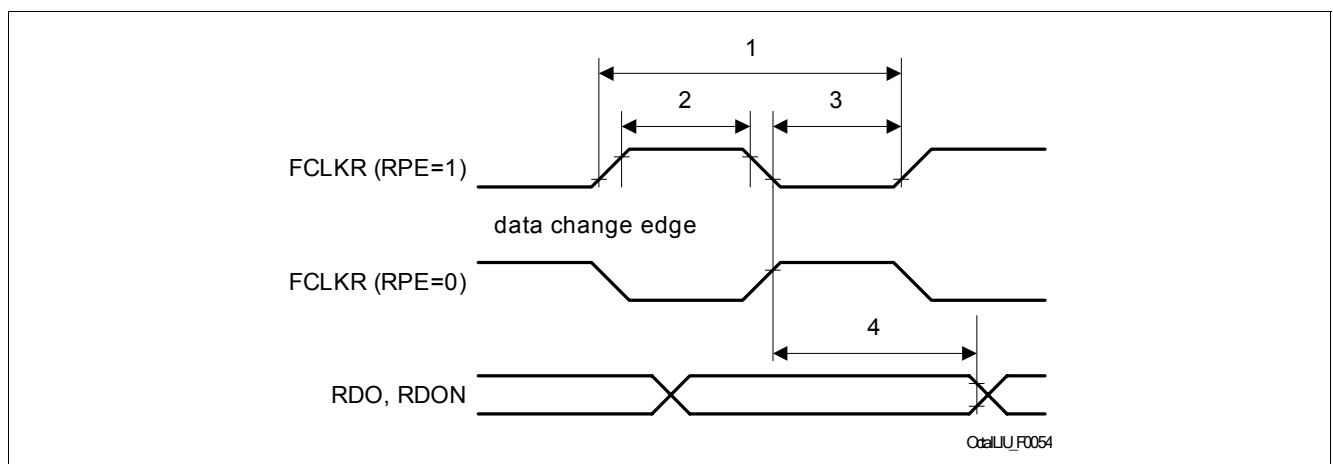 1
2 3
FCLKR (RPE=1)
data change edge
FCLKR (RPE=0)
4
RDO, RDON
OctalLIU_F0054